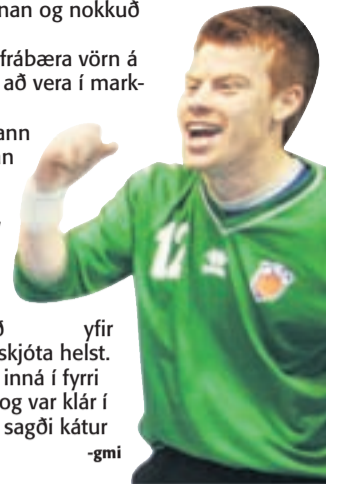 nan og nokkuð
frábæra vörn á
að vera í mark-
ann
an
yfir
skjóta helst.
inná í fyrri
og var klár í
sagði kátur
-gmi
12